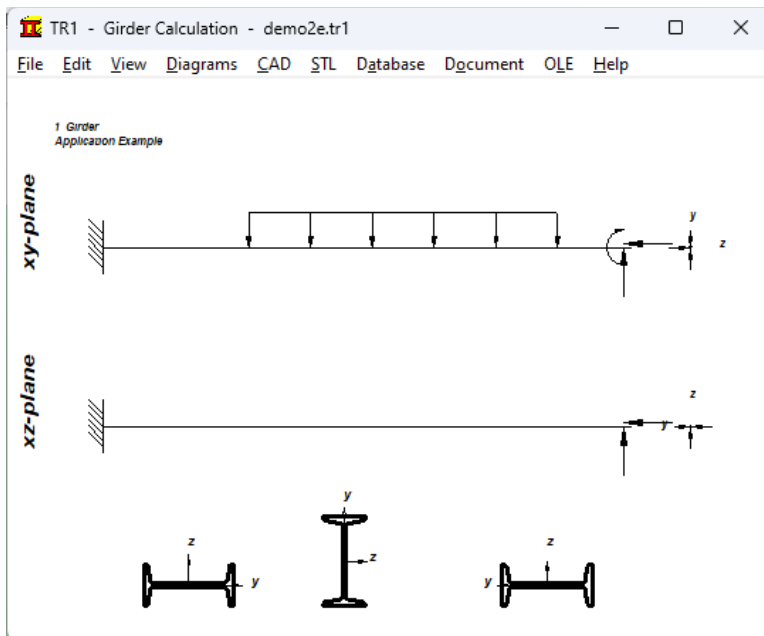 TR1 - Girder Calculation - demo2e.tr1
File Edit View Diagrams CAD STL Database Document OLE Help
1 Girder
Application Example
xy-plane
y
z
xz-plane
z
y
y
z
z
y
z
y